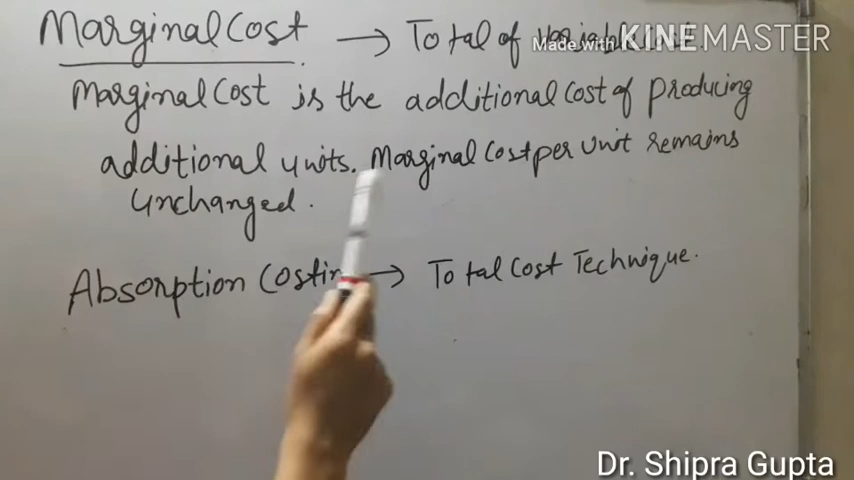 Marginal Cost → Total of
Made with KINEMASTER
Marginal Cost is the additional cost of producing
additional units. Marginal Cost per unit remains
unchanged.
Absorption Costin → Total Cost Technique.
Dr. Shipra Gupta